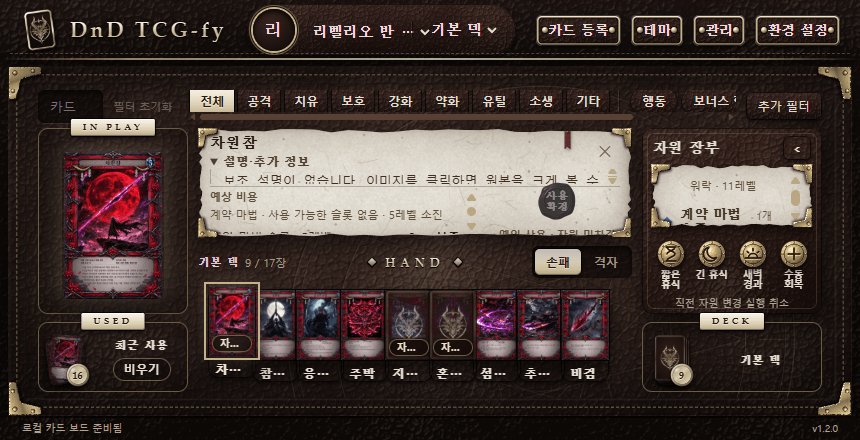 DnD TCG-fy
리
리벨리오 반 ···
기본 덱
카드 등록
테마
관리
환경 설정
카드
필터 초기화
전체
공격
치유
보호
강화
약화
유틸
소생
기타
행동
보너스
추가 필터
IN PLAY
차원참
설명·추가 정보
보조 설명이 없습니다. 이미지를 클릭하면 원본을 크게 볼 수
예상 비용
계약 마법 · 사용 가능한 슬롯 없음 · 5레벨 소진
사용
확정
자원 장부
워락 · 11레벨
계약 마법
짧은 휴식
긴 휴식
새벽 경과
수동 회복
직전 자원 변경 실행 취소
기본 덱 9 / 17장
HAND
손패
격자
USED
최근 사용
비우기
16
자···
자···
자···
차···
참···
응···
주박
지···
혼···
섬···
추···
비검
DECK
기본 덱
9
로컬 카드 보드 준비됨
v1.2.0